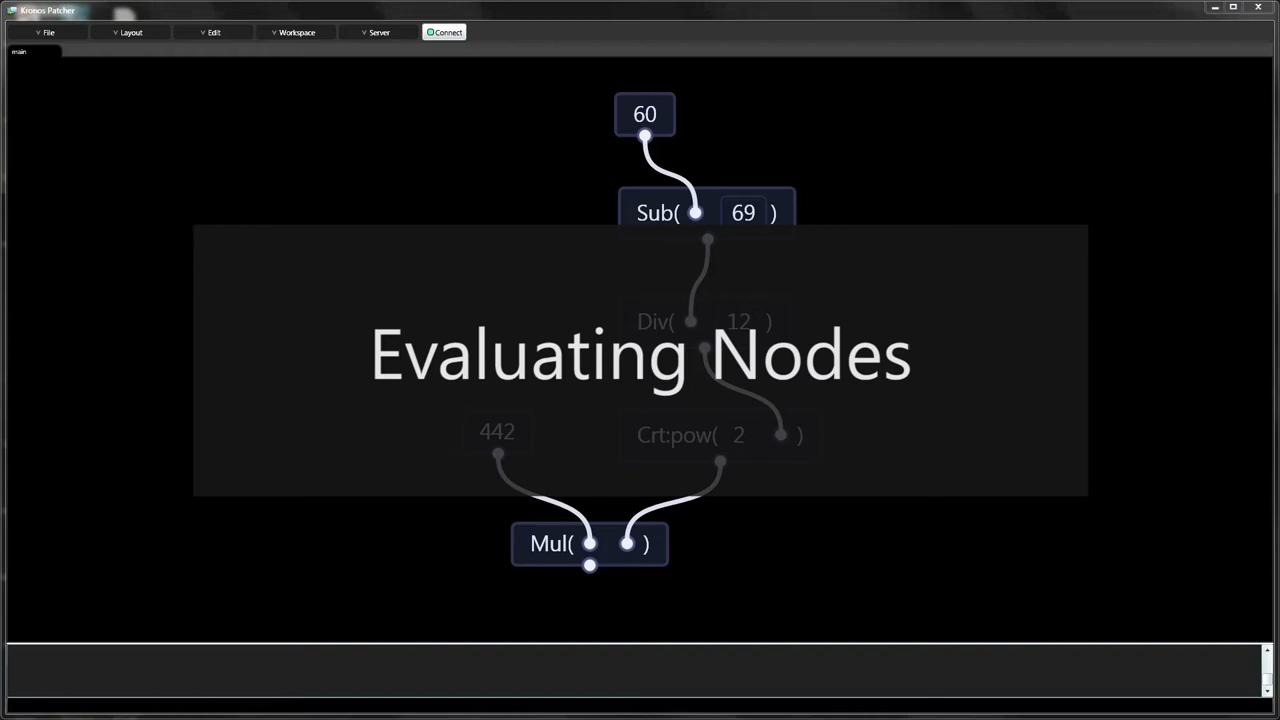 Kronos Patcher
File Layout Edit Workspace Server Connect
main
60
Sub( 69 )
Div( 12 )
Evaluating Nodes
442 Crt:pow( 2 )
Mul( )